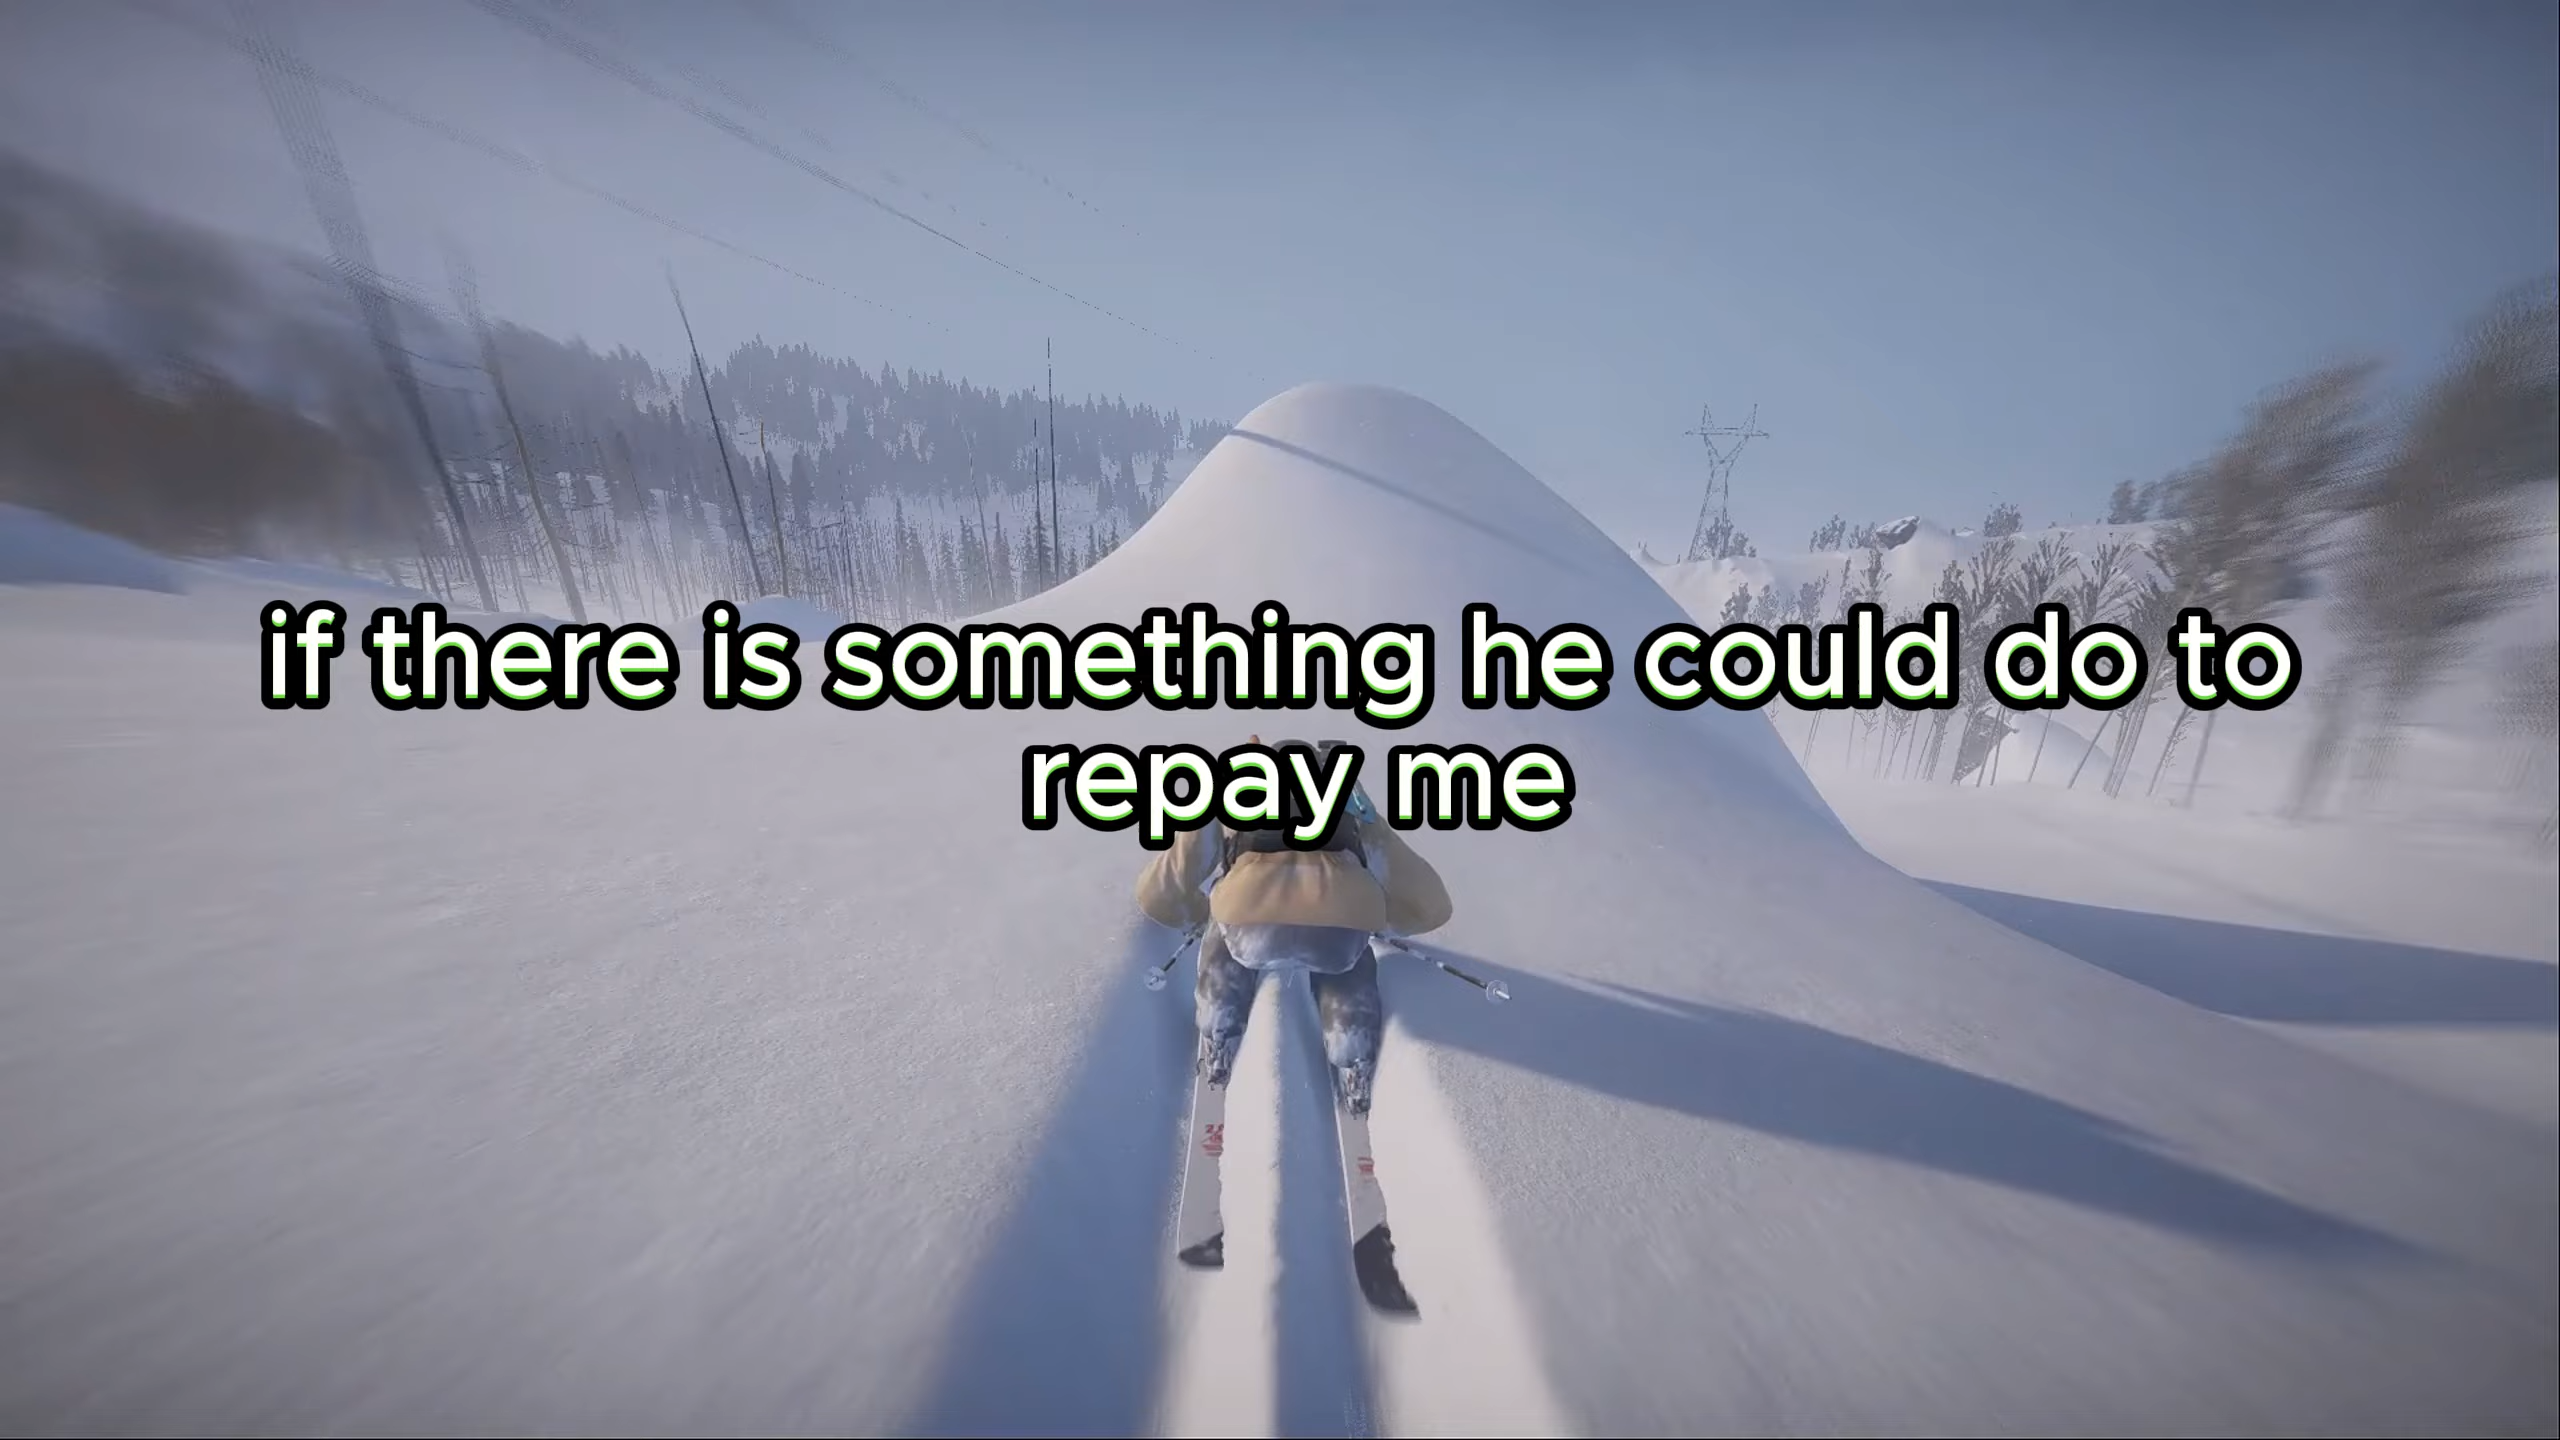 if there is something he could do to
repay me